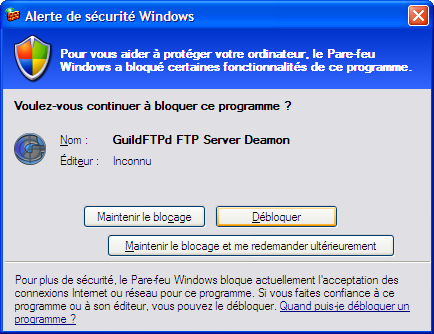 Alerte de sécurité Windows
Pour vous aider à protéger votre ordinateur, le Pare-feu
Windows a bloqué certaines fonctionnalités de ce programme.
Voulez-vous continuer à bloquer ce programme ?
Nom : GuildFTPd FTP Server Deamon
Éditeur : Inconnu
Maintenir le blocage Débloquer
Maintenir le blocage et me redemander ultérieurement
Pour plus de sécurité, le Pare-feu Windows bloque actuellement l'acceptation des
connexions Internet ou réseau pour ce programme. Si vous faites confiance à ce
programme ou à son éditeur, vous pouvez le débloquer. Quand puis-je débloquer un
programme ?